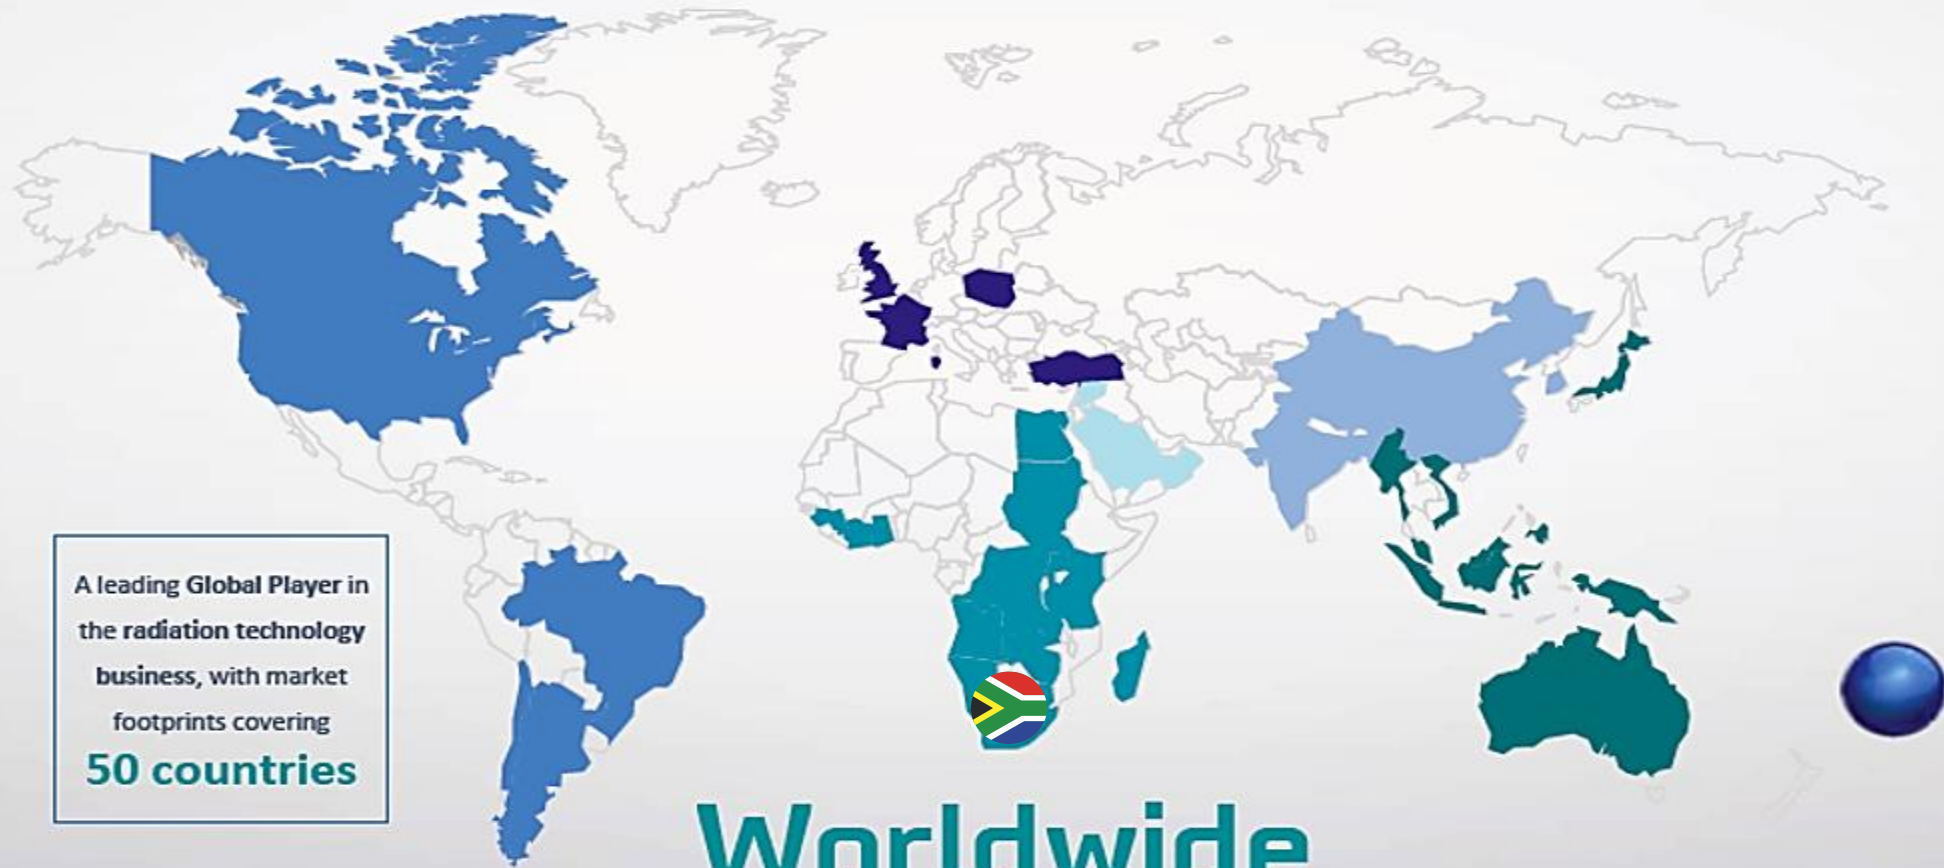 A leading Global Player in
the radiation technology
business, with market
footprints covering
50 countries
Worldwide